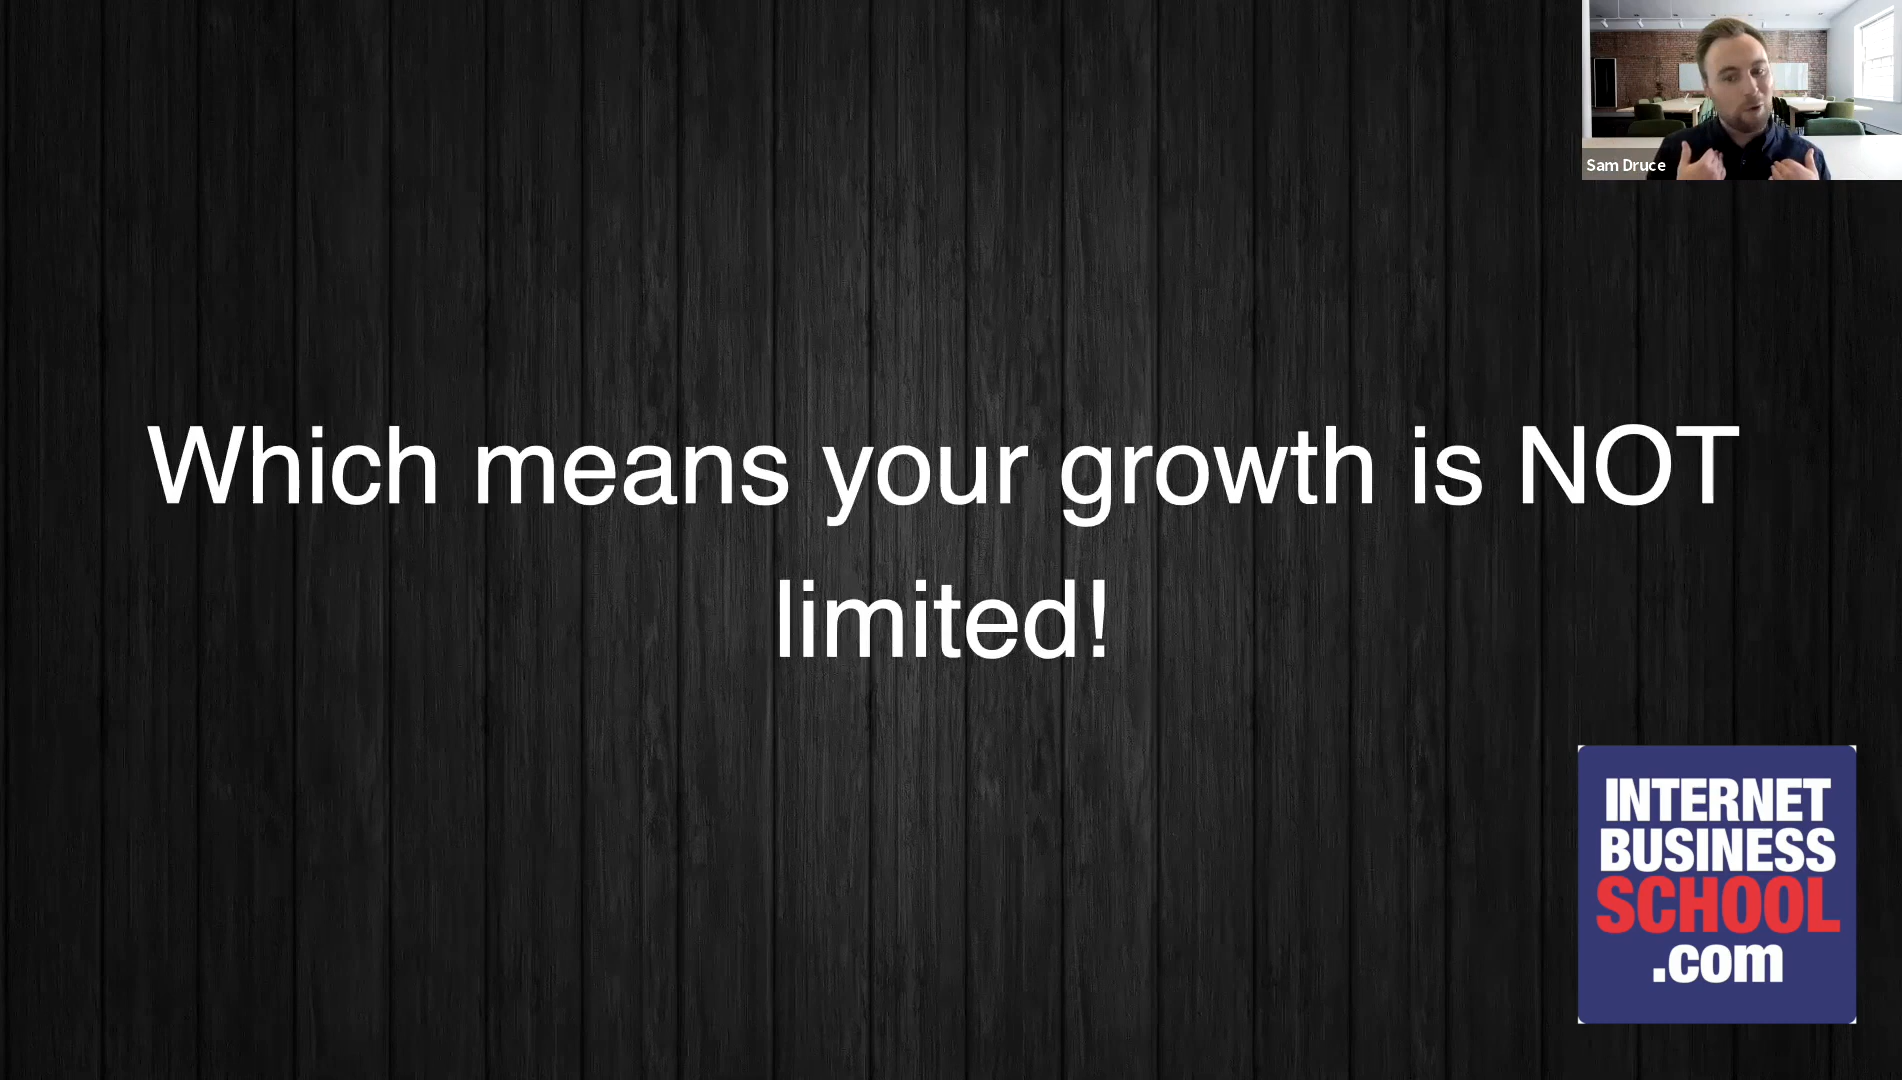 Sam Druce
Which means your growth is NOT
limited!
INTERNET
BUSINESS
SCHOOL
.com